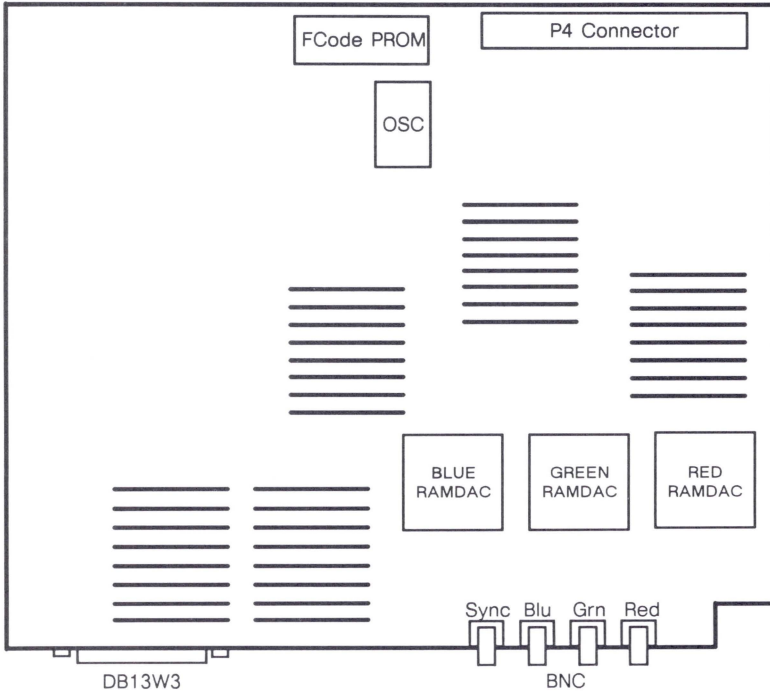 FCode PROM
P4 Connector
OSC
BLUE
RAMDAC
GREEN
RAMDAC
RED
RAMDAC
Sync Blu Grn Red
DB13W3
BNC